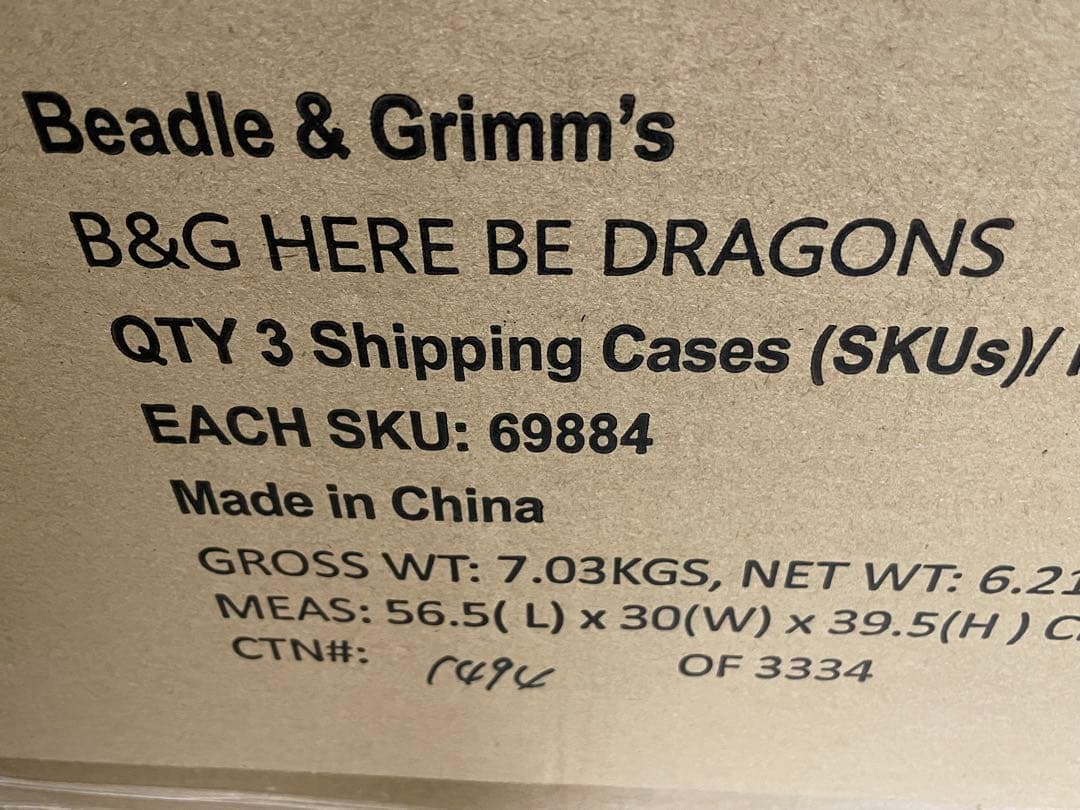 Beadle & Grimm’s
B&G HERE BE DRAGONS
QTY 3 Shipping Cases (SKUs)/
EACH SKU: 69884
Made in China
GROSS WT: 7.03KGS, NET WT: 6.21
MEAS: 56.5( L) x 30(W) x 39.5(H ) C
CTN#: 1494 OF 3334